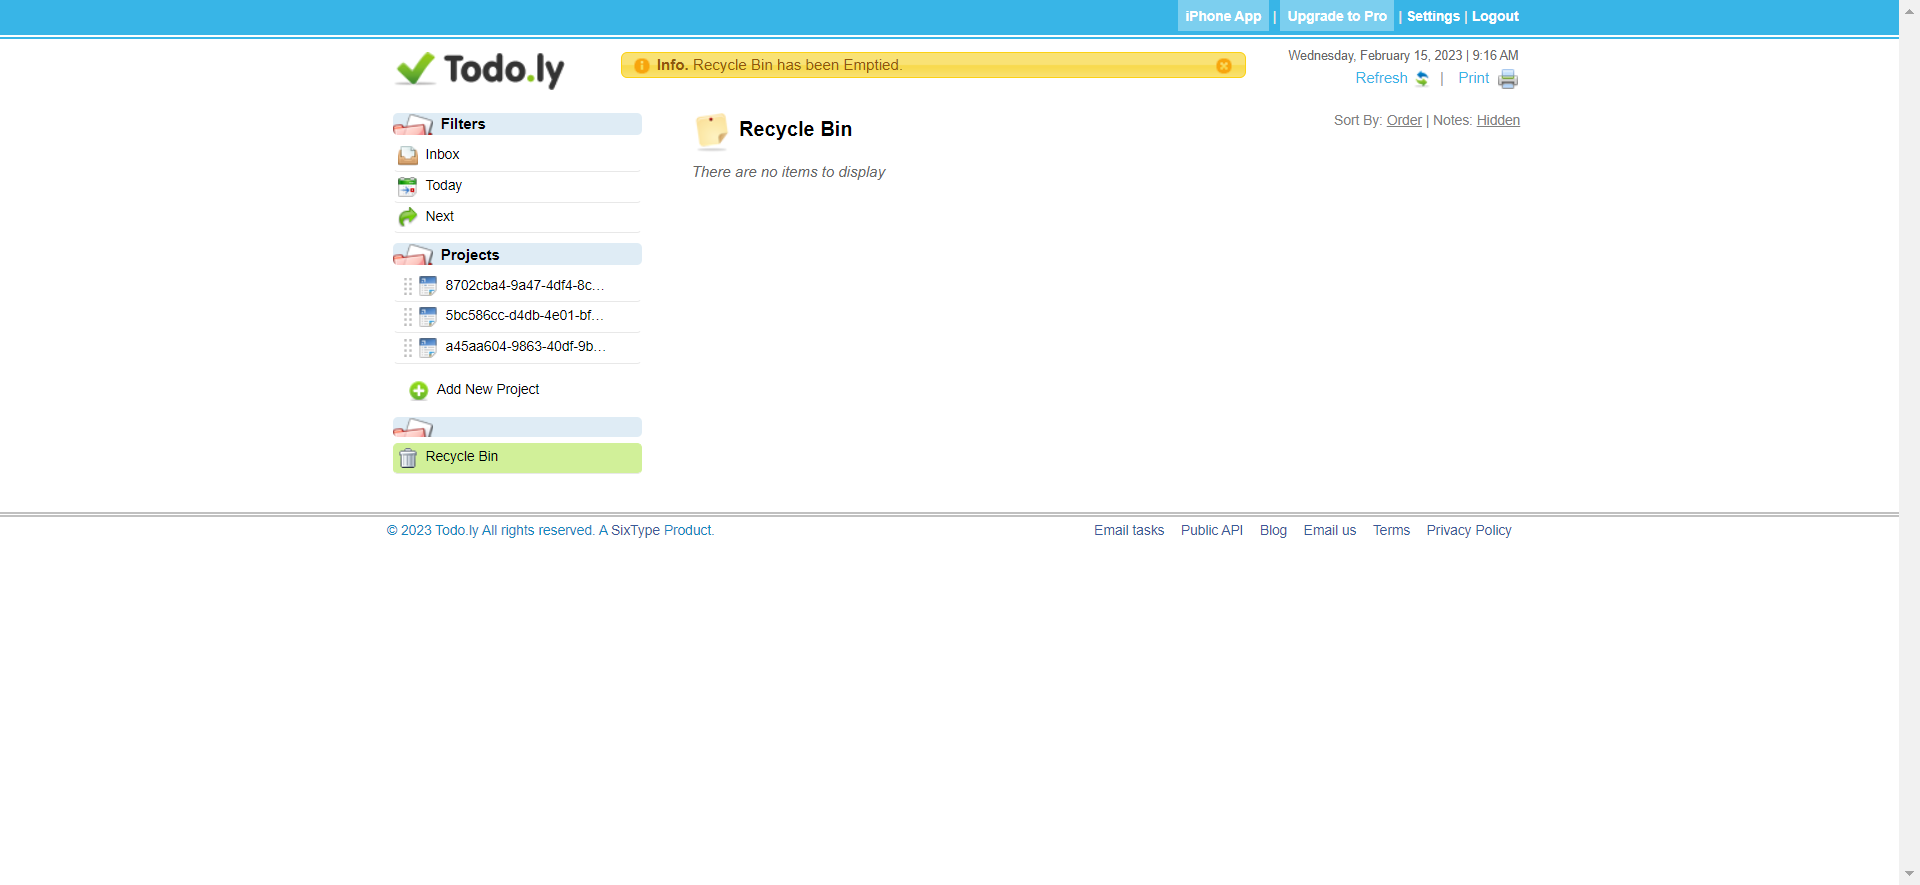 iPhone App | Upgrade to Pro | Settings | Logout
Todo.ly
Info. Recycle Bin has been Emptied.
Wednesday, February 15, 2023 | 9:16 AM
Refresh | Print
Filters
Inbox
Today
Next
Projects
8702cba4-9a47-4df4-8c...
5bc586cc-d4db-4e01-bf...
a45aa604-9863-40df-9b...
Add New Project
Recycle Bin
Recycle Bin
Sort By: Order | Notes: Hidden
There are no items to display
© 2023 Todo.ly All rights reserved. A SixType Product.
Email tasks Public API Blog Email us Terms Privacy Policy